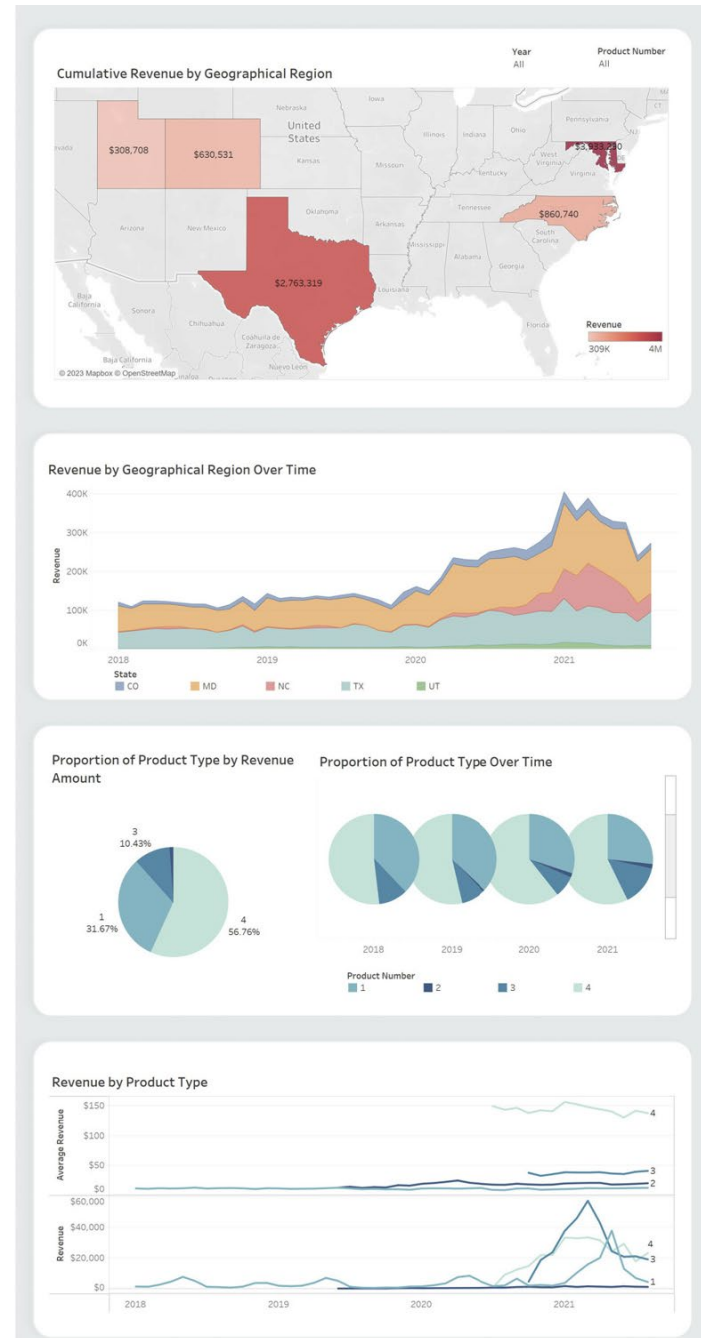 Year
Product Number
All
All
Cumulative Revenue by Geographical Region
Iowa
Nebraska
Pennsylvania
CT
NJ
United
States
Illinois
Indiana
Ohio
$308,708
$630,531
Kansas
Missouri
West
Virginia
Virginia
Kentucky
Arizona
New Mexico
Oklahoma
Arkansas
Tennessee
$860,740
South
Carolina
Mississippi
Alabama
Georgia
$2,763,319
Louisiana
Baja
California
Sonora
Chihuahua
Coahuila de
Zaragoza
Florida
Revenue
309K
4M
Baja California
Nuevo León
© 2023 Mapbox © OpenStreetMap
Revenue by Geographical Region Over Time
400K
300K
Revenue
200K
100K
0K
2018
2019
2020
2021
State
CO
MD
NC
TX
UT
Proportion of Product Type by Revenue
Amount
Proportion of Product Type Over Time
3
10.43%
1
31.67%
4
56.76%
2018
2019
2020
2021
Product Number
1
2
3
4
Revenue by Product Type
Average Revenue
$150
$100
$50
$0
4
3
2
Revenue
$60,000
$40,000
$20,000
$0
4
3
1
2018
2019
2020
2021